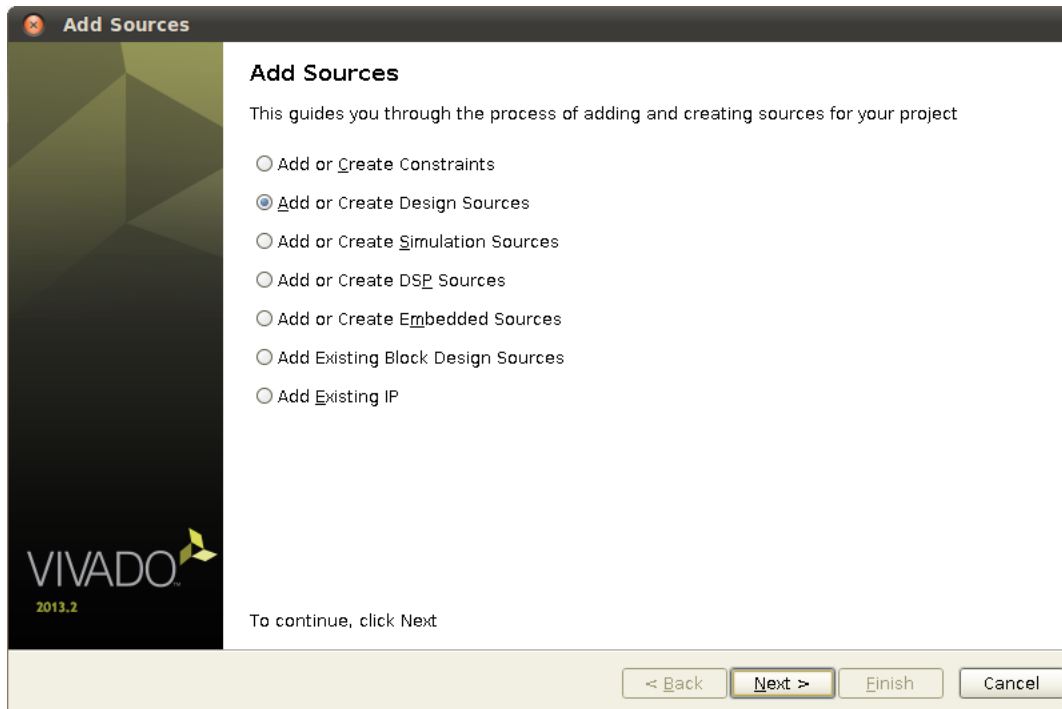 Add Sources
Add Sources
This guides you through the process of adding and creating sources for your project
Add or Create Constraints
Add or Create Design Sources
Add or Create Simulation Sources
Add or Create DSP Sources
Add or Create Embedded Sources
Add Existing Block Design Sources
Add Existing IP
VIVADO™
2013.2
To continue, click Next
< Back Next > Finish Cancel